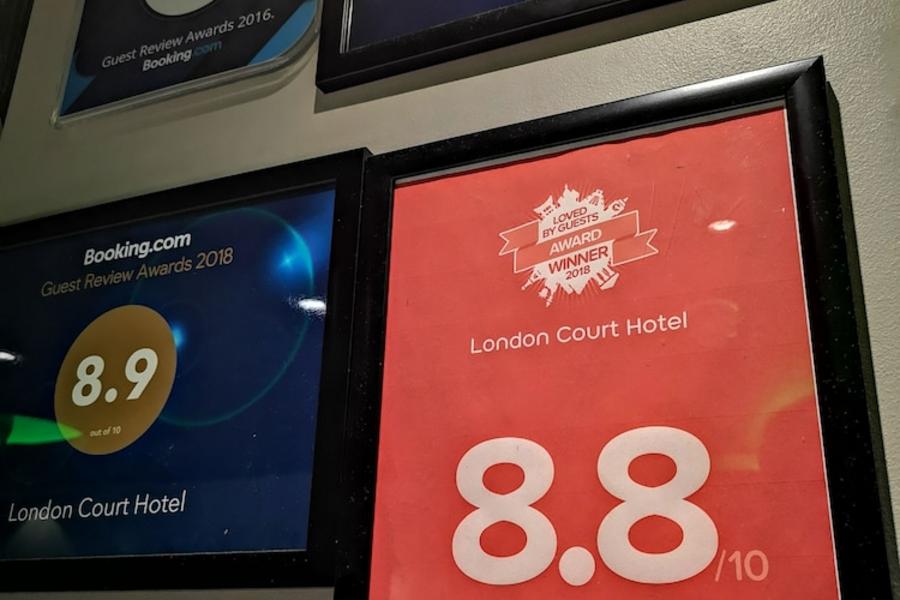 Guest Review Awards 2016.
Booking.com
Booking.com
Guest Review Awards 2018
8.9
out of 10
London Court Hotel
LOVED
BY GUESTS
AWARD
WINNER
2018
London Court Hotel
8.8/10